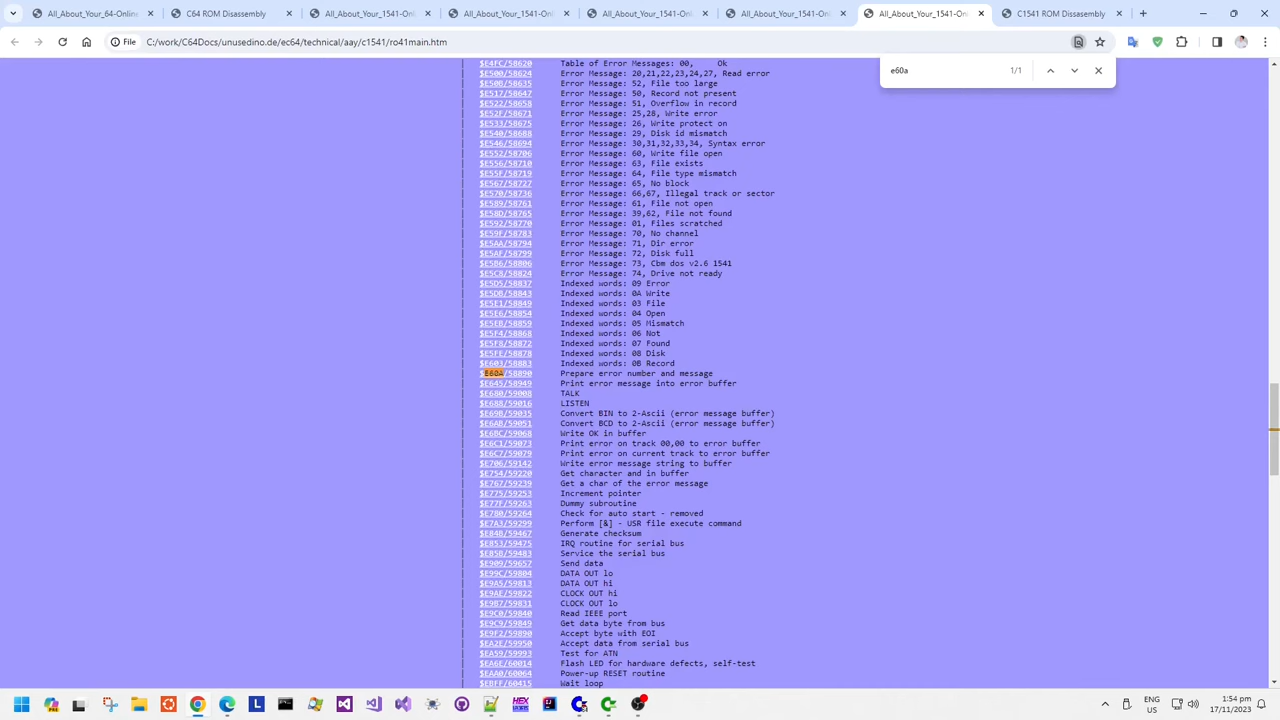 All_About_Your_64-Onlin
C64 ROM Disassembly
All_About_Your_1541-Onl
All_About_Your_1541-Onl
All_About_Your_1541-Onl
All_About_Your_1541-Onl
All_About_Your_1541-Onl
C1541 ROM Disassembly
File C:/work/C64Docs/unusedino.de/ec64/technical/aay/c1541/ro41main.htm
e60a 1/1
$E4FC/58620 Table of Error Messages: 00, Ok
$E500/58624 Error Message: 20,21,22,23,24,27, Read error
$E50B/58635 Error Message: 52, File too large
$E517/58647 Error Message: 50, Record not present
$E522/58658 Error Message: 51, Overflow in record
$E52F/58671 Error Message: 25,28, Write error
$E533/58675 Error Message: 26, Write protect on
$E540/58688 Error Message: 29, Disk id mismatch
$E546/58694 Error Message: 30,31,32,33,34, Syntax error
$E552/58706 Error Message: 60, Write file open
$E556/58710 Error Message: 63, File exists
$E55F/58719 Error Message: 64, File type mismatch
$E567/58727 Error Message: 65, No block
$E570/58736 Error Message: 66,67, Illegal track or sector
$E589/58761 Error Message: 61, File not open
$E58D/58765 Error Message: 39,62, File not found
$E592/58770 Error Message: 01, Files scratched
$E59F/58783 Error Message: 70, No channel
$E5AA/58794 Error Message: 71, Dir error
$E5AF/58799 Error Message: 72, Disk full
$E5B6/58806 Error Message: 73, Cbm dos v2.6 1541
$E5C8/58824 Error Message: 74, Drive not ready
$E5D5/58837 Indexed words: 09 Error
$E5DB/58843 Indexed words: 0A Write
$E5E1/58849 Indexed words: 03 File
$E5E6/58854 Indexed words: 04 Open
$E5EB/58859 Indexed words: 05 Mismatch
$E5F4/58868 Indexed words: 06 Not
$E5F8/58872 Indexed words: 07 Found
$E5FE/58878 Indexed words: 08 Disk
$E603/58883 Indexed words: 0B Record
$E60A/58890 Prepare error number and message
$E645/58949 Print error message into error buffer
$E680/59008 TALK
$E688/59016 LISTEN
$E69B/59035 Convert BIN to 2-Ascii (error message buffer)
$E6AB/59051 Convert BCD to 2-Ascii (error message buffer)
$E6BC/59068 Write OK in buffer
$E6C1/59073 Print error on track 00,00 to error buffer
$E6C7/59079 Print error on current track to error buffer
$E706/59142 Write error message string to buffer
$E754/59220 Get character and in buffer
$E767/59239 Get a char of the error message
$E775/59253 Increment pointer
$E77F/59263 Dummy subroutine
$E780/59264 Check for auto start - removed
$E7A3/59299 Perform [&] - USR file execute command
$E84B/59467 Generate checksum
$E853/59475 IRQ routine for serial bus
$E85B/59483 Service the serial bus
$E909/59657 Send data
$E99C/59804 DATA OUT lo
$E9A5/59813 DATA OUT hi
$E9AE/59822 CLOCK OUT hi
$E9B7/59831 CLOCK OUT lo
$E9C0/59840 Read IEEE port
$E9C9/59849 Get data byte from bus
$E9F2/59890 Accept byte with EOI
$EA2E/59950 Accept data from serial bus
$EA59/59993 Test for ATN
$EA6E/60014 Flash LED for hardware defects, self-test
$EAA0/60064 Power-up RESET routine
$EBFF/60415 Wait loop
ENG
US
1:54 pm
17/11/2023